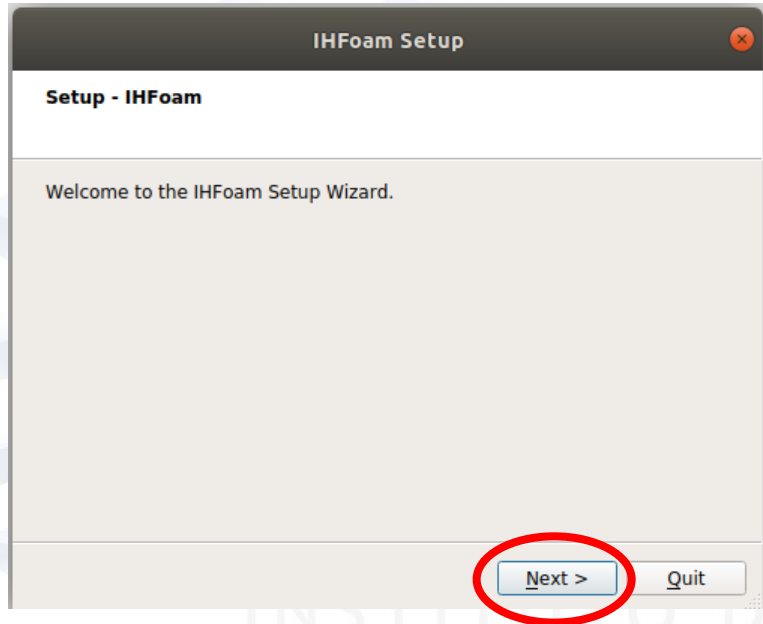 IHFoam Setup
Setup - IHFoam
Welcome to the IHFoam Setup Wizard.
Next >
Quit